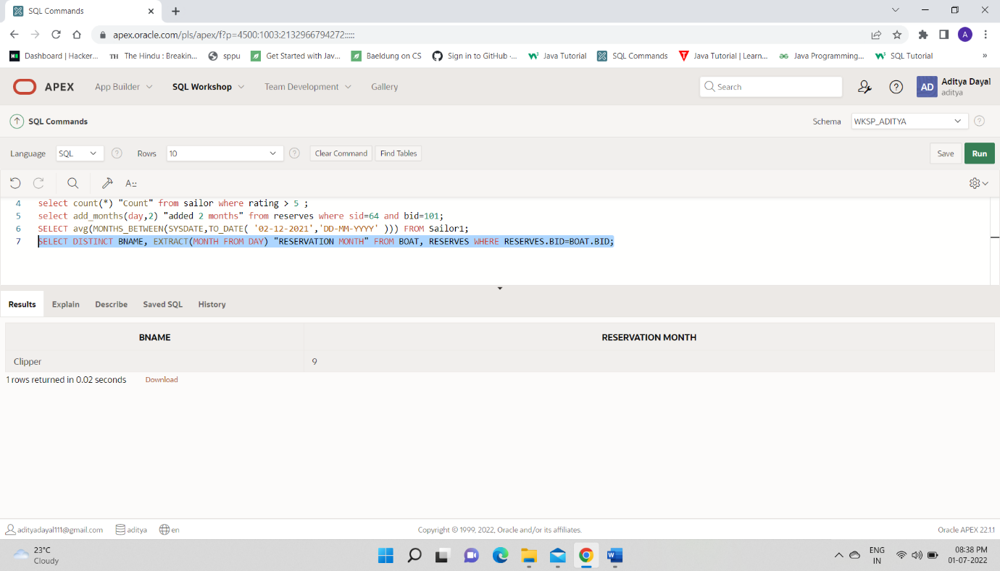 SQL Commands
apex.oracle.com/pls/apex/f?p=4500:1003:2132966794272:::::
Dashboard | Hacker... TH The Hindu : Breakin... sppu Get Started with Jav... Baeldung on CS Sign in to GitHub ·... Java Tutorial SQL Commands Java Tutorial | Learn... Java Programming... SQL Tutorial »
APEX App Builder SQL Workshop Team Development Gallery Search AD Aditya Dayal
aditya
SQL Commands Schema WKSP_ADITYA
Language SQL Rows 10 Clear Command Find Tables Save Run
4 select count(*) "Count" from sailor where rating > 5 ;
5 select add_months(day,2) "added 2 months" from reserves where sid=64 and bid=101;
6 SELECT avg(MONTHS_BETWEEN(SYSDATE,TO_DATE( '02-12-2021','DD-MM-YYYY' ))) FROM Sailor1;
7 SELECT DISTINCT BNAME, EXTRACT(MONTH FROM DAY) "RESERVATION MONTH" FROM BOAT, RESERVES WHERE RESERVES.BID=BOAT.BID;
Results Explain Describe Saved SQL History
BNAME RESERVATION MONTH
Clipper 9
1 rows returned in 0.02 seconds Download
adityadayal111@gmail.com aditya en Copyright © 1999, 2022, Oracle and/or its affiliates. Oracle APEX 22.1.1
23°C
Cloudy
ENG
IN
08:38 PM
01-07-2022